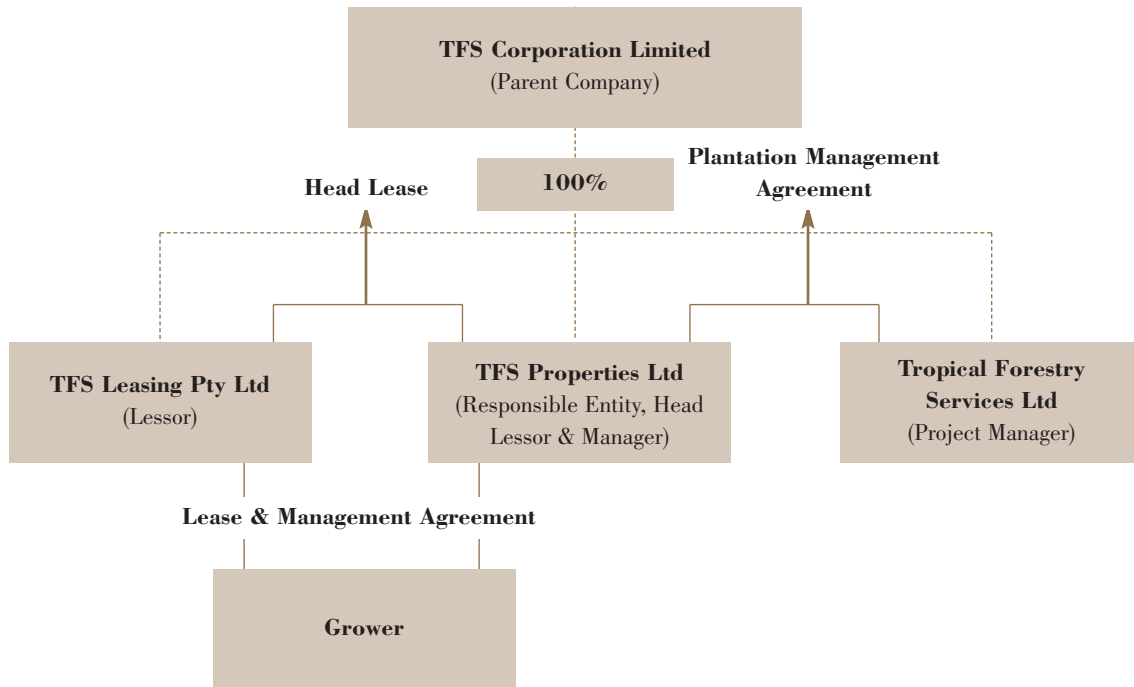 TFS Corporation Limited
(Parent Company)
Plantation Management
Agreement
100%
Head Lease
TFS Leasing Pty Ltd
(Lessor)
TFS Properties Ltd
(Responsible Entity, Head
Lessor & Manager)
Tropical Forestry
Services Ltd
(Project Manager)
Lease & Management Agreement
Grower